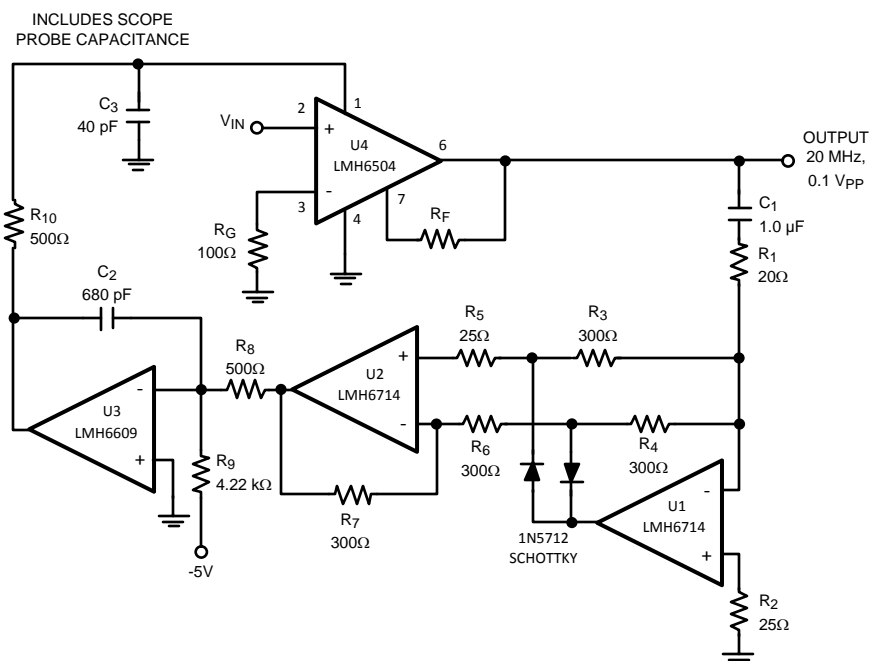 INCLUDES SCOPE
PROBE CAPACITANCE
C3
40 pF
VIN
2
1
+
U4
LMH6504
6
-
3
7
4
RF
RG
100Ω
OUTPUT
20 MHz,
0.1 VPP
C1
1.0 µF
R1
20Ω
R10
500Ω
C2
680 pF
R5
25Ω
R3
300Ω
R8
500Ω
+
U2
LMH6714
-
R6
300Ω
R4
300Ω
-
U3
LMH6609
+
R9
4.22 kΩ
-5V
R7
300Ω
1N5712
SCHOTTKY
-
U1
LMH6714
+
R2
25Ω